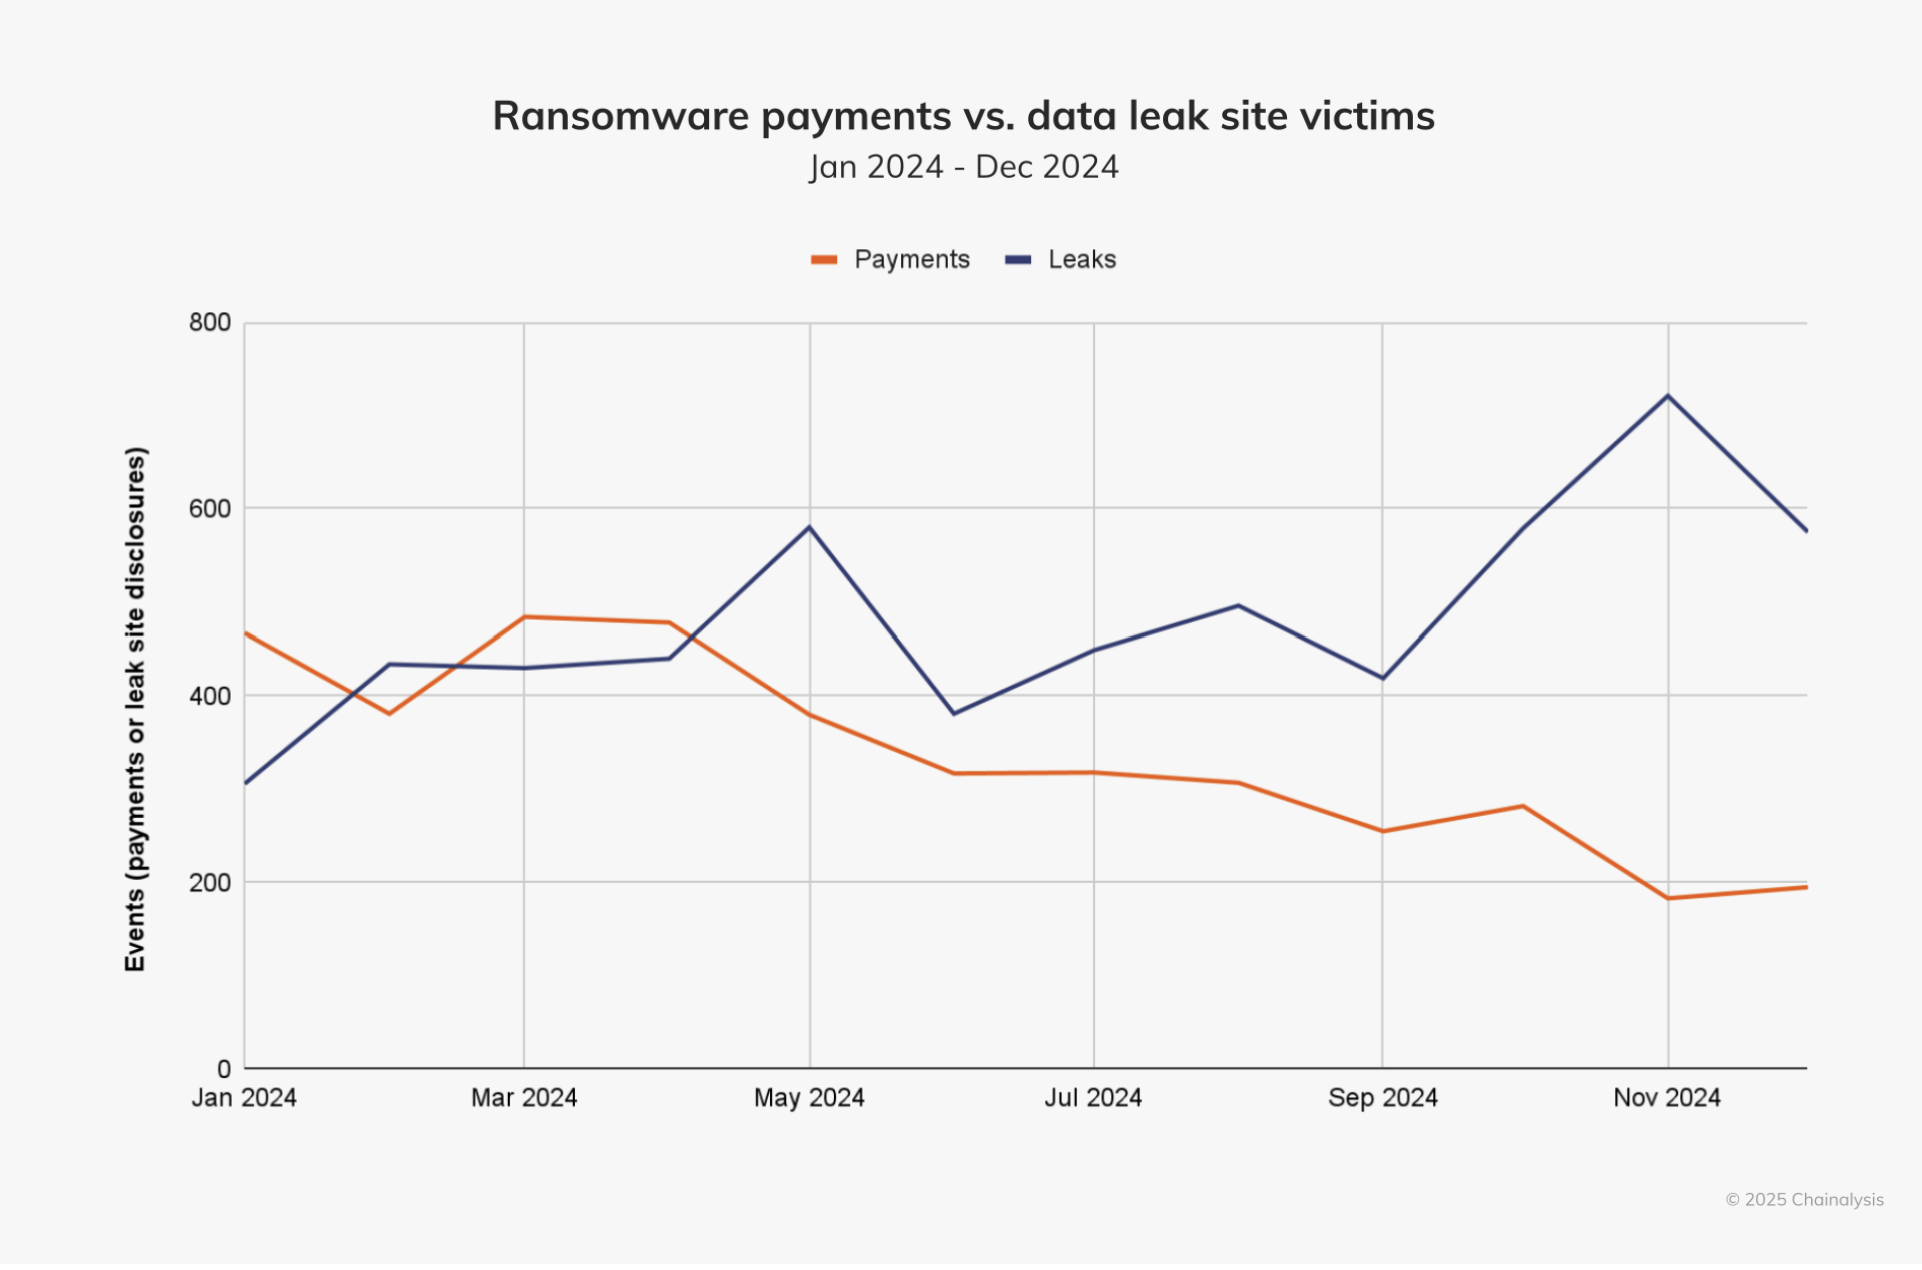 Ransomware payments vs. data leak site victims
Jan 2024 - Dec 2024
Payments
Leaks
Events (payments or leak site disclosures)
800
600
400
200
0
Jan 2024
Mar 2024
May 2024
Jul 2024
Sep 2024
Nov 2024
© 2025 Chainalysis